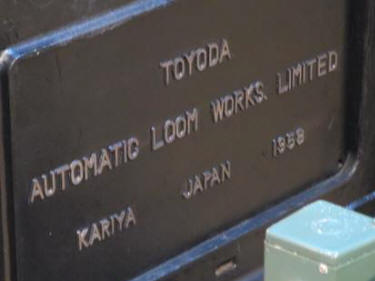 TOYODA
AUTOMATIC LOOM WORKS. LIMITED
KARIYA JAPAN 1958